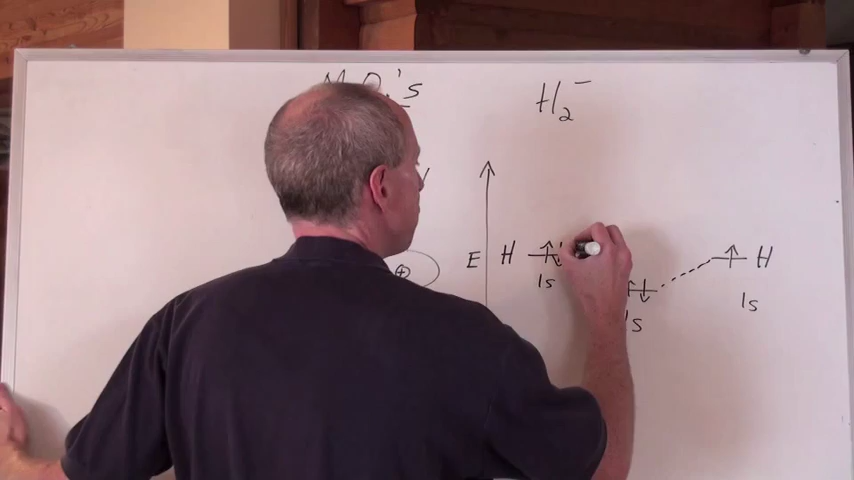 M.O.'s
H₂⁻
E H H
1s 1s
1s